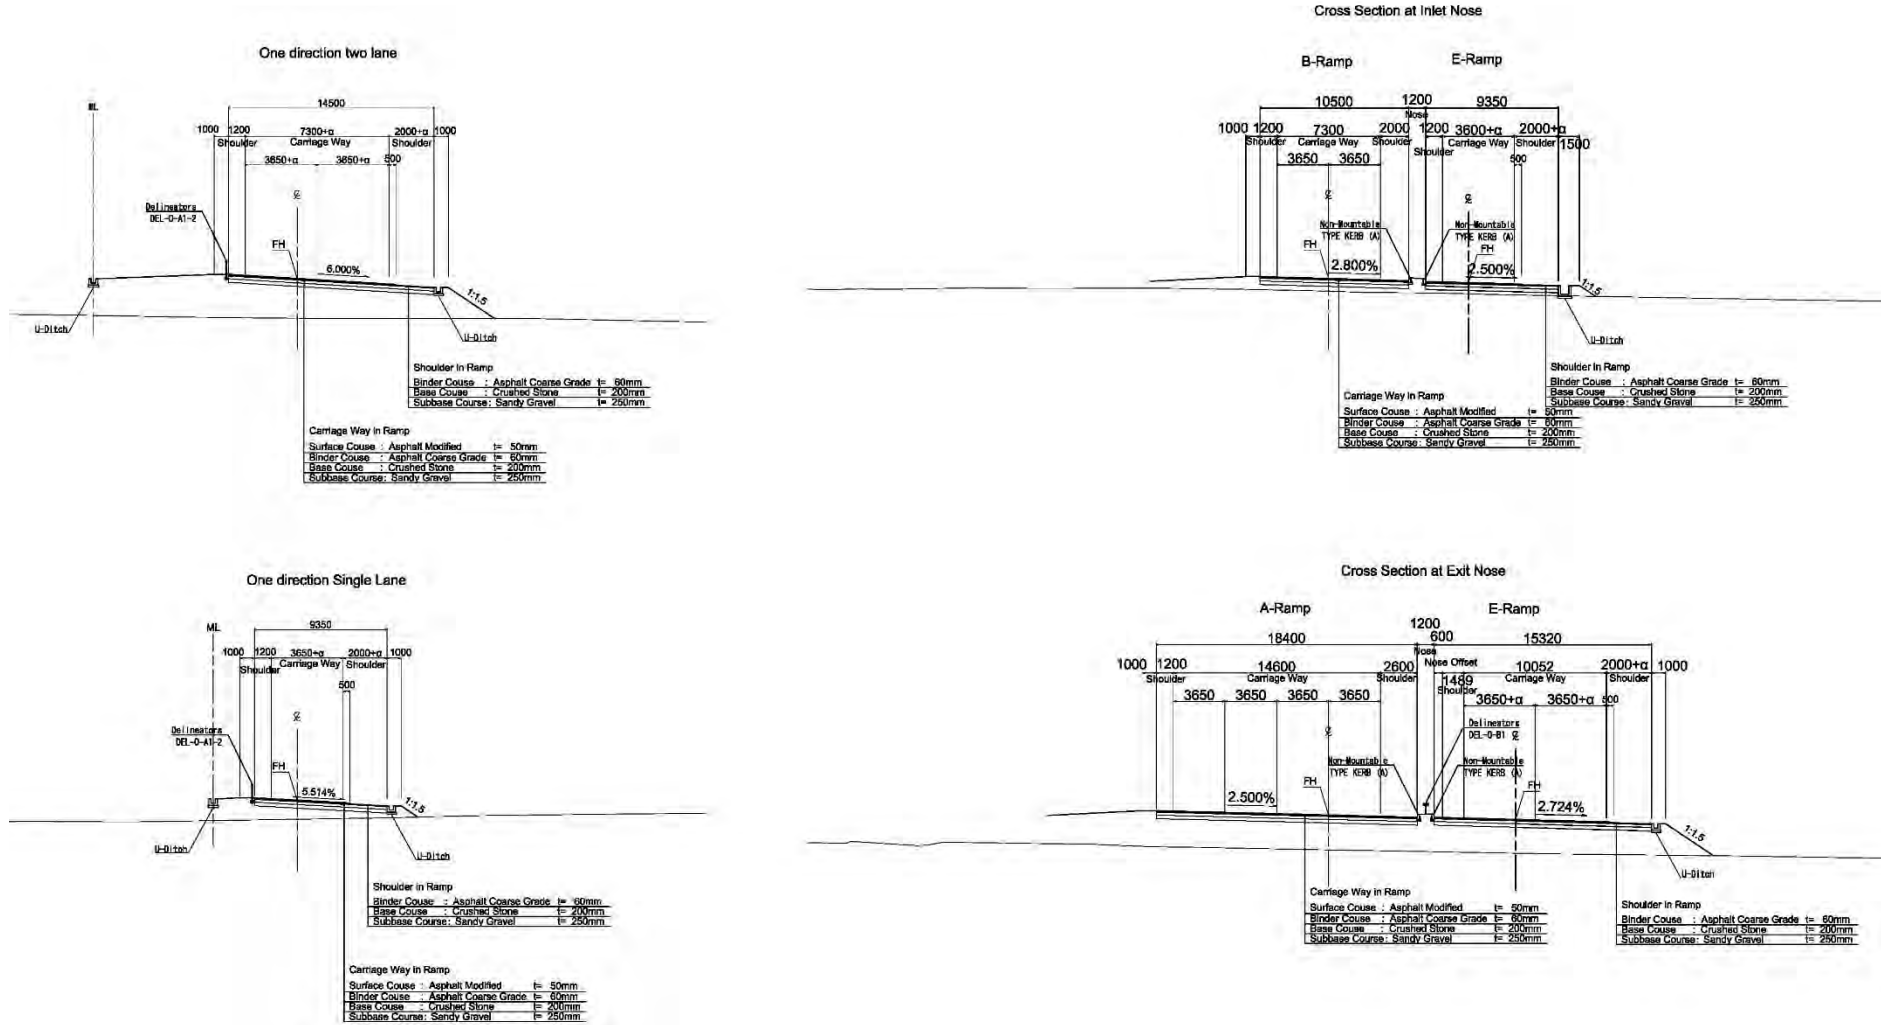 One direction two lane
ML
14500
1000 1200 7300+α 2000+α 1000
Shoulder Carriage Way Shoulder
3650+α 3650+α 500
Delineators
DEL-O-A1-2
FH
6.000%
1:1.5
U-Ditch
U-Ditch
Shoulder in Ramp
Binder Couse : Asphalt Coarse Grade t= 60mm
Base Couse : Crushed Stone t= 200mm
Subbase Course: Sandy Gravel t= 250mm
Carriage Way in Ramp
Surface Couse : Asphalt Modified t= 50mm
Binder Couse : Asphalt Coarse Grade t= 60mm
Base Couse : Crushed Stone t= 200mm
Subbase Course: Sandy Gravel t= 250mm
Cross Section at Inlet Nose
B-Ramp E-Ramp
10500 1200 9350
Nose
1000 1200 7300 2000 1200 3600+α 2000+α
Shoulder Carriage Way Shoulder Carriage Way Shoulder 1500
Shoulder
3650 3650 500
Non-Mountable Non-Mountable
TYPE KERB (A) TYPE KERB (A)
FH FH
2.800% 2.500%
1:1.5
U-Ditch
Shoulder in Ramp
Binder Couse : Asphalt Coarse Grade t= 60mm
Base Couse : Crushed Stone t= 200mm
Subbase Course: Sandy Gravel t= 250mm
Carriage Way in Ramp
Surface Couse : Asphalt Modified t= 50mm
Binder Couse : Asphalt Coarse Grade t= 60mm
Base Couse : Crushed Stone t= 200mm
Subbase Course: Sandy Gravel t= 250mm
One direction Single Lane
ML
9350
1000 1200 3650+α 2000+α 1000
Shoulder Carriage Way Shoulder
500
Delineators
DEL-O-A1-2
FH
5.514%
1:1.5
U-Ditch
U-Ditch
Shoulder in Ramp
Binder Couse : Asphalt Coarse Grade t= 60mm
Base Couse : Crushed Stone t= 200mm
Subbase Course: Sandy Gravel t= 250mm
Carriage Way in Ramp
Surface Couse : Asphalt Modified t= 50mm
Binder Couse : Asphalt Coarse Grade t= 60mm
Base Couse : Crushed Stone t= 200mm
Subbase Course: Sandy Gravel t= 250mm
Cross Section at Exit Nose
A-Ramp E-Ramp
1200
18400 600 15320
Nose
Nose Offset
1000 1200 14600 2600 10052 2000+α 1000
Shoulder Carriage Way Shoulder 1489 Carriage Way Shoulder
Shoulder
3650 3650 3650 3650 3650+α 3650+α 500
Delineators
DEL-O-B1
Non-Mountable Non-Mountable
TYPE KERB (A) TYPE KERB (A)
FH FH
2.500% 2.724%
1:1.5
U-Ditch
Carriage Way in Ramp
Surface Couse : Asphalt Modified t= 50mm
Binder Couse : Asphalt Coarse Grade t= 60mm
Base Couse : Crushed Stone t= 200mm
Subbase Course: Sandy Gravel t= 250mm
Shoulder in Ramp
Binder Couse : Asphalt Coarse Grade t= 60mm
Base Couse : Crushed Stone t= 200mm
Subbase Course: Sandy Gravel t= 250mm